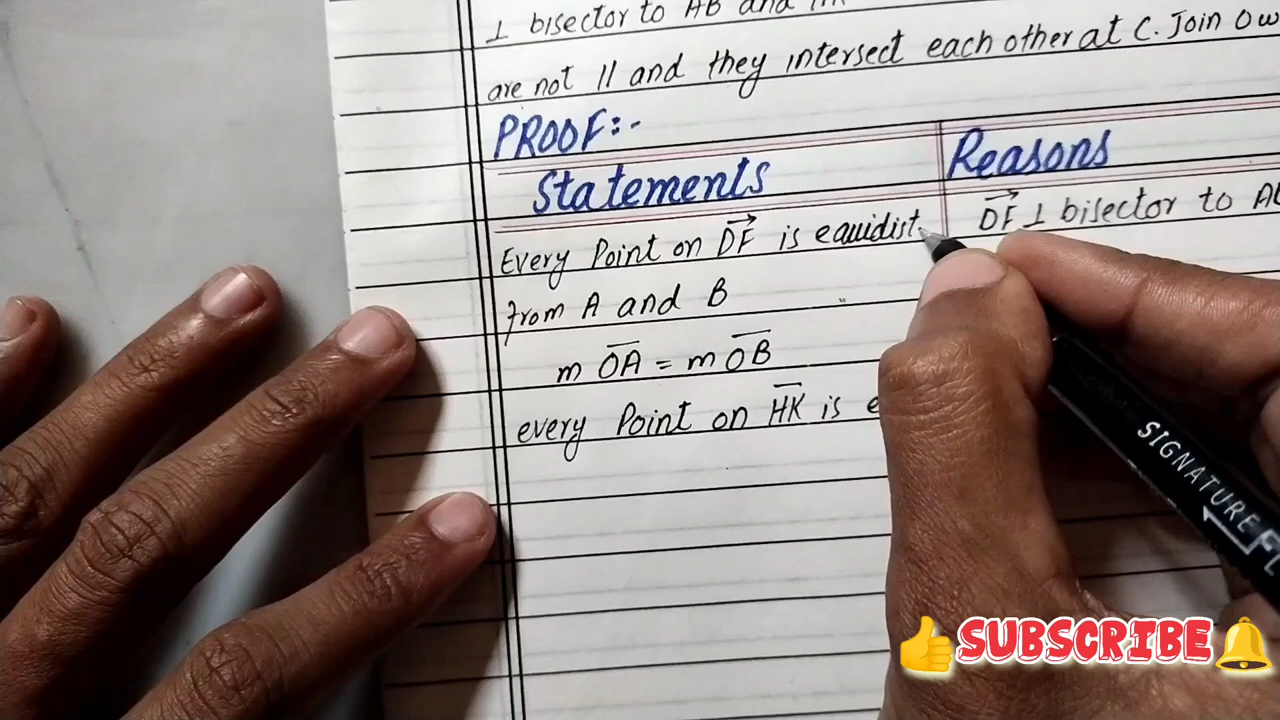 ⊥ bisector to AB and
are not || and they intersect each other at C. Join O
PROOF:-
Statements
Reasons
Every Point on DF is equidist
DF ⊥ bisector to
from A and B
m OA = m OB
every Point on HK is e
SIGNATURE
SUBSCRIBE